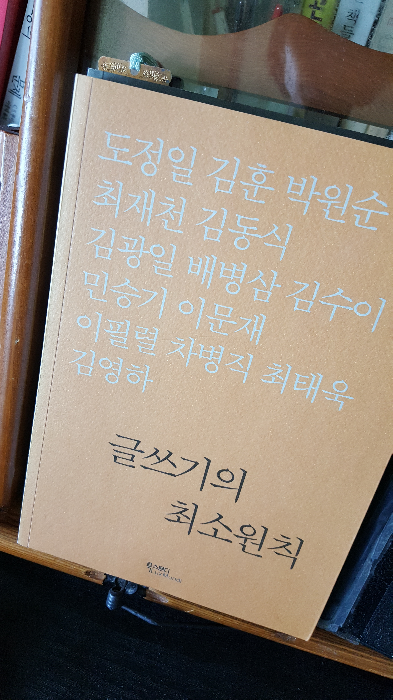 도정일 김훈 박원순
최재천 김동식
김광일 배병삼 김수이
민승기 이문재
이필렬 차병직 최태욱
김영하
글쓰기의
최소원칙